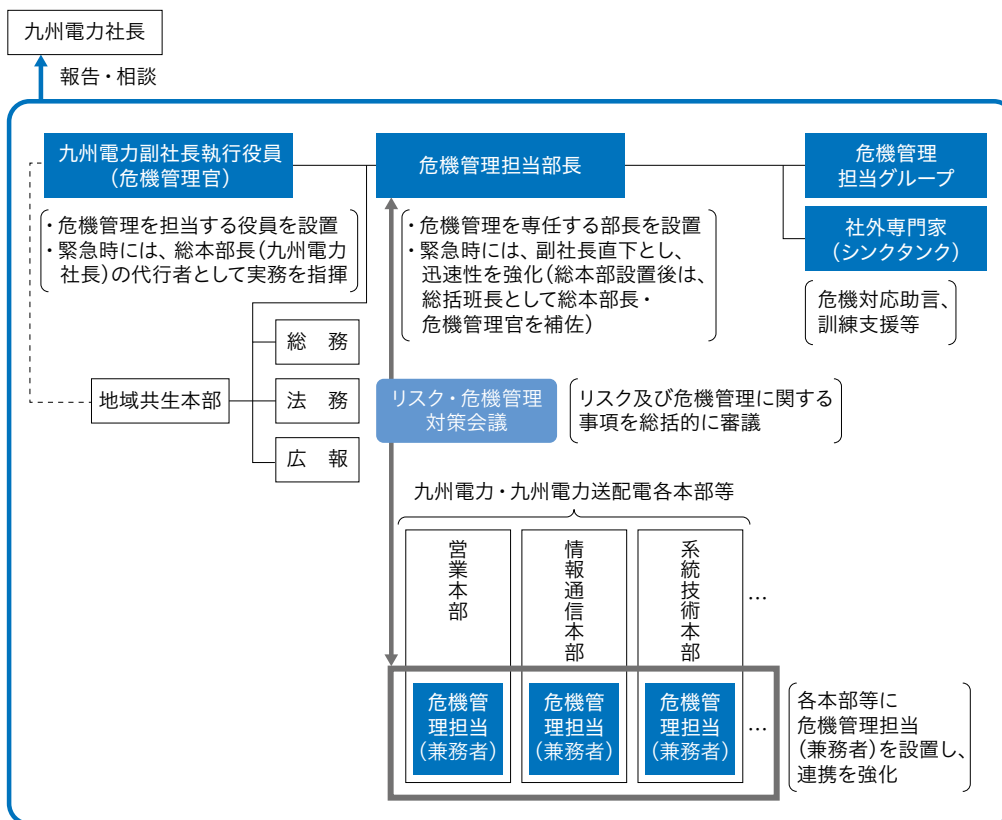 九州電力社長
報告・相談
九州電力副社長執行役員
（危機管理官）
・危機管理を担当する役員を設置
・緊急時には、総本部長（九州電力
社長）の代行者として実務を指揮
危機管理担当部長
・危機管理を専任する部長を設置
・緊急時には、副社長直下とし、
迅速性を強化（総本部設置後は、
総括班長として総本部長・
危機管理官を補佐）
危機管理
担当グループ
社外専門家
（シンクタンク）
危機対応助言、
訓練支援等
地域共生本部
総　務
法　務
広　報
リスク・危機管理
対策会議
リスク及び危機管理に関する
事項を総括的に審議
九州電力・九州電力送配電各本部等
営業本部
情報通信本部
系統技術本部
…
危機管
理担当
（兼務者）
危機管
理担当
（兼務者）
危機管
理担当
（兼務者）
…
各本部等に
危機管理担当
（兼務者）を設置し、
連携を強化